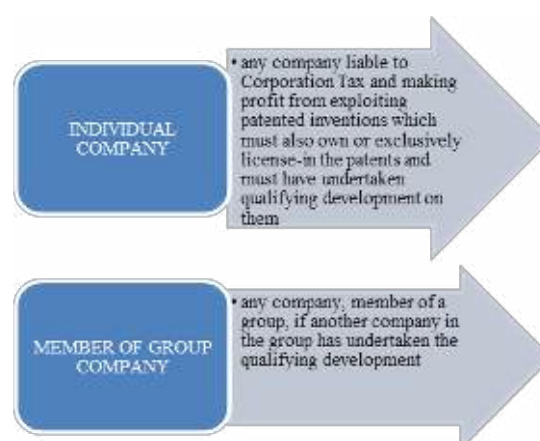 INDIVIDUAL
COMPANY
• any company liable to
Corporation Tax and making
profit from exploiting
patented inventions which
must also own or exclusively
license-in the patents and
must have undertaken
qualifying development on
them
MEMBER OF GROUP
COMPANY
• any company, member of a
group, if another company in
the group has undertaken the
qualifying development